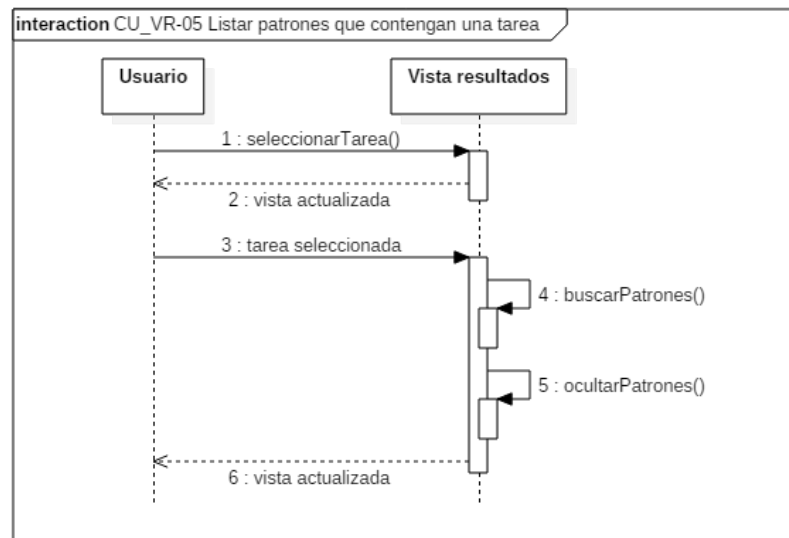 interaction CU_VR-05 Listar patrones que contengan una tarea
Usuario
Vista resultados
1 : seleccionarTarea()
2 : vista actualizada
3 : tarea seleccionada
4 : buscarPatrones()
5 : ocultarPatrones()
6 : vista actualizada